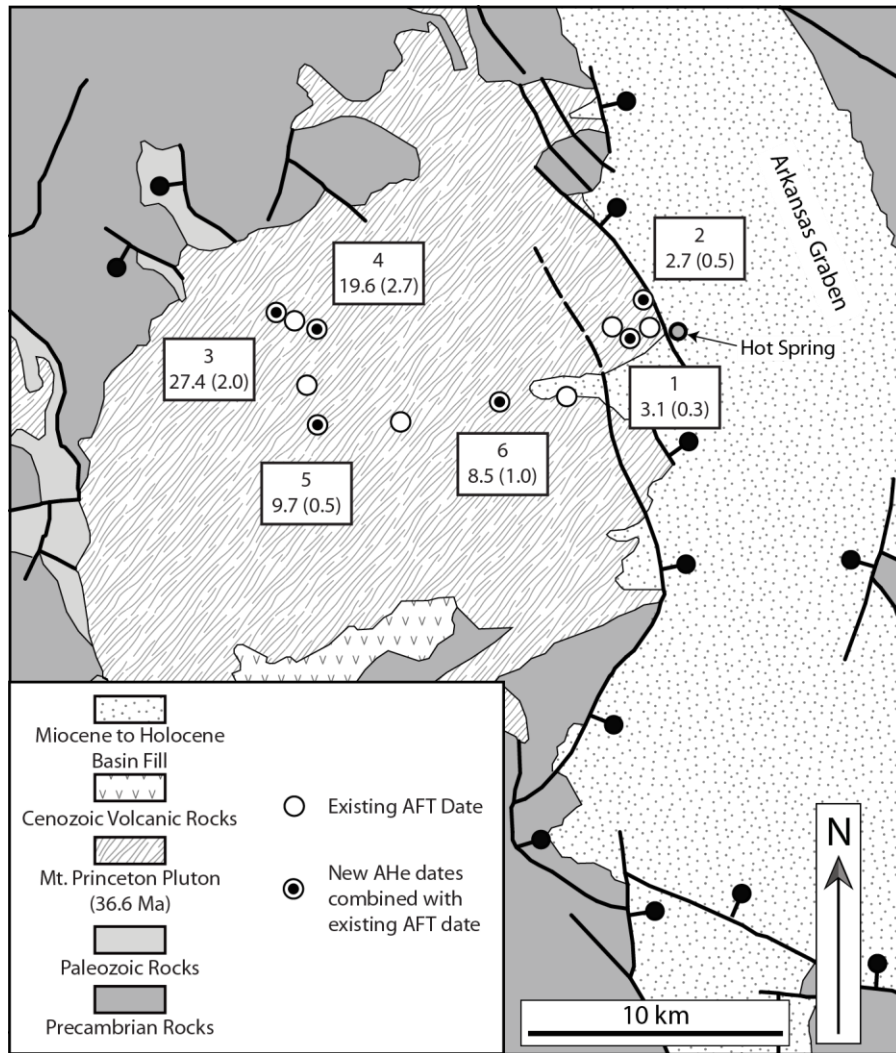 Arkansas Graben
4
19.6 (2.7)
2
2.7 (0.5)
3
27.4 (2.0)
Hot Spring
1
3.1 (0.3)
5
9.7 (0.5)
6
8.5 (1.0)
Miocene to Holocene
Basin Fill
Cenozoic Volcanic Rocks
Mt. Princeton Pluton
(36.6 Ma)
Paleozoic Rocks
Precambrian Rocks
Existing AFT Date
New AHe dates
combined with
existing AFT date
N
10 km